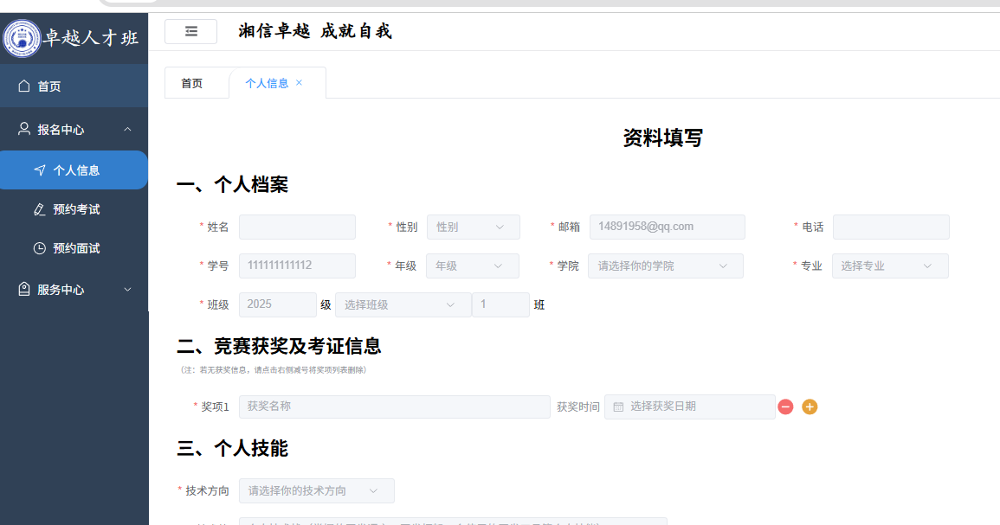 卓越人才班
湘信卓越 成就自我
首页
报名中心
个人信息
预约考试
预约面试
服务中心
首页 个人信息 ×
资料填写
一、个人档案
* 姓名 * 性别 性别 * 邮箱 14891958@qq.com * 电话
* 学号 111111111112 * 年级 年级 * 学院 请选择你的学院 * 专业 选择专业
* 班级 2025 级 选择班级 1 班
二、竞赛获奖及考证信息
（注：若无获奖信息，请点击右侧减号将奖项列表删除）
* 奖项1 获奖名称 获奖时间 选择获奖日期
三、个人技能
* 技术方向 请选择你的技术方向